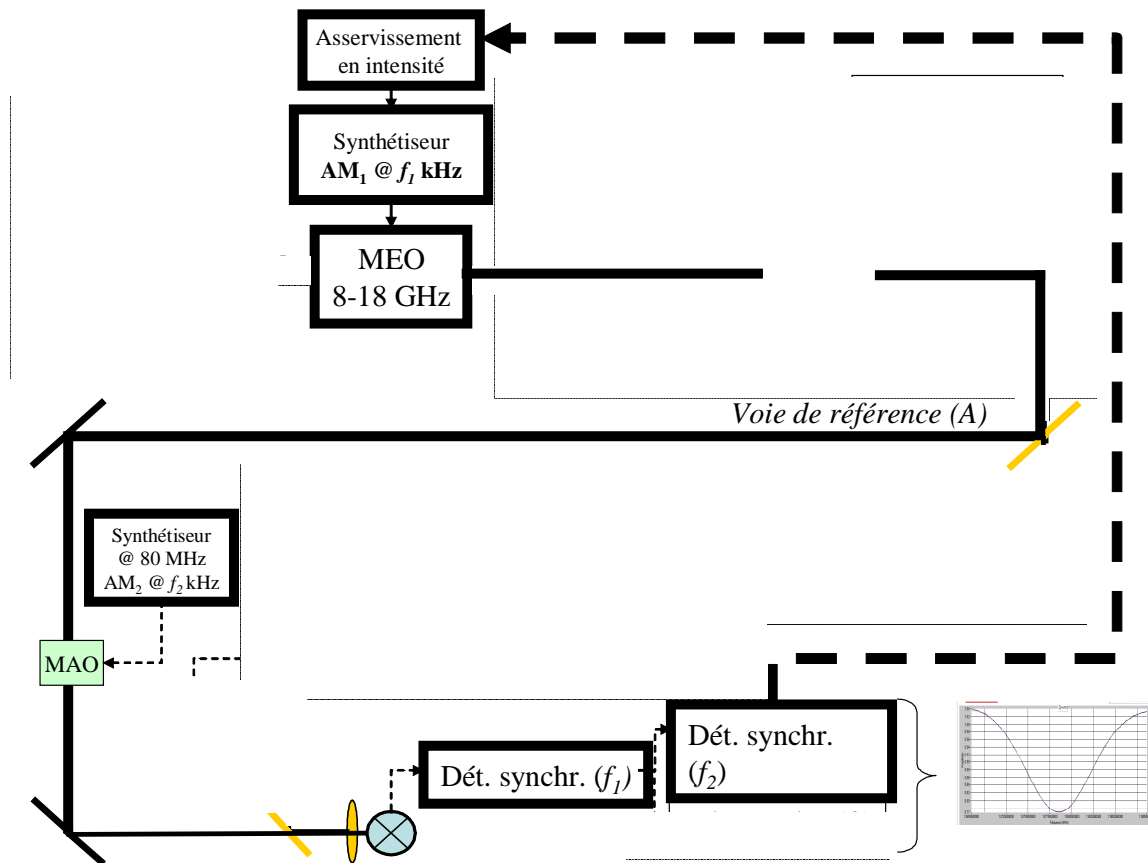 Asservissement
en intensité
Synthétiseur
AM₁ @ f₁ kHz
MEO
8-18 GHz
Voie de référence (A)
Synthétiseur
@ 80 MHz
AM₂ @ f₂ kHz
MAO
Dét. synchr. (f₁)
Dét. synchr.
(f₂)